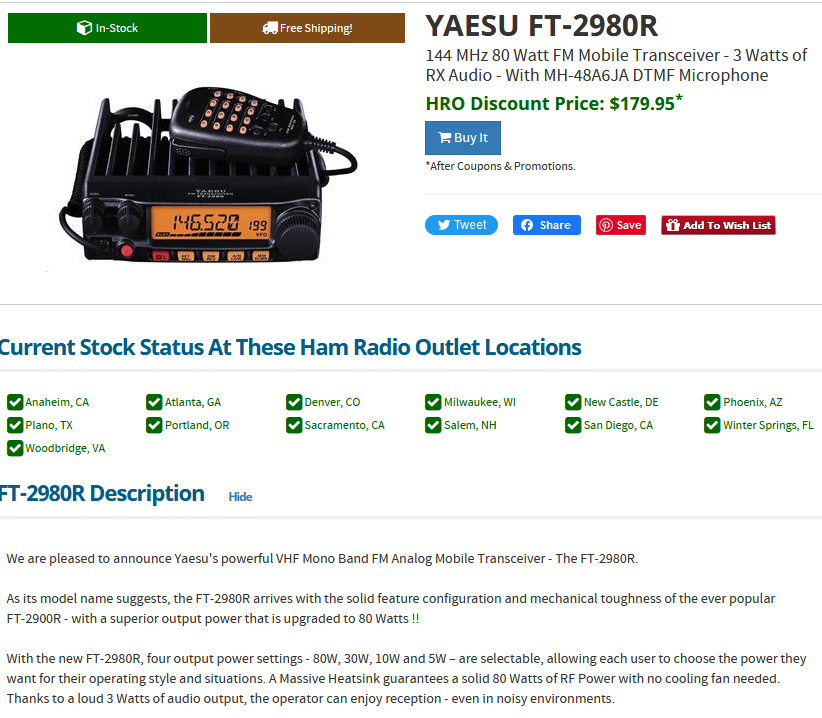 In-Stock
Free Shipping!
YAESU FT-2980R
144 MHz 80 Watt FM Mobile Transceiver - 3 Watts of
RX Audio - With MH-48A6JA DTMF Microphone
HRO Discount Price: $179.95*
Buy It
*After Coupons & Promotions.
Tweet
Share
Save
Add To Wish List
YAESU
FT-2980
146.520 199
VFO
Current Stock Status At These Ham Radio Outlet Locations
Anaheim, CA Atlanta, GA Denver, CO Milwaukee, WI New Castle, DE Phoenix, AZ
Plano, TX Portland, OR Sacramento, CA Salem, NH San Diego, CA Winter Springs, FL
Woodbridge, VA
FT-2980R Description Hide
We are pleased to announce Yaesu's powerful VHF Mono Band FM Analog Mobile Transceiver - The FT-2980R.
As its model name suggests, the FT-2980R arrives with the solid feature configuration and mechanical toughness of the ever popular
FT-2900R - with a superior output power that is upgraded to 80 Watts !!
With the new FT-2980R, four output power settings - 80W, 30W, 10W and 5W – are selectable, allowing each user to choose the power they
want for their operating style and situations. A Massive Heatsink guarantees a solid 80 Watts of RF Power with no cooling fan needed.
Thanks to a loud 3 Watts of audio output, the operator can enjoy reception - even in noisy environments.